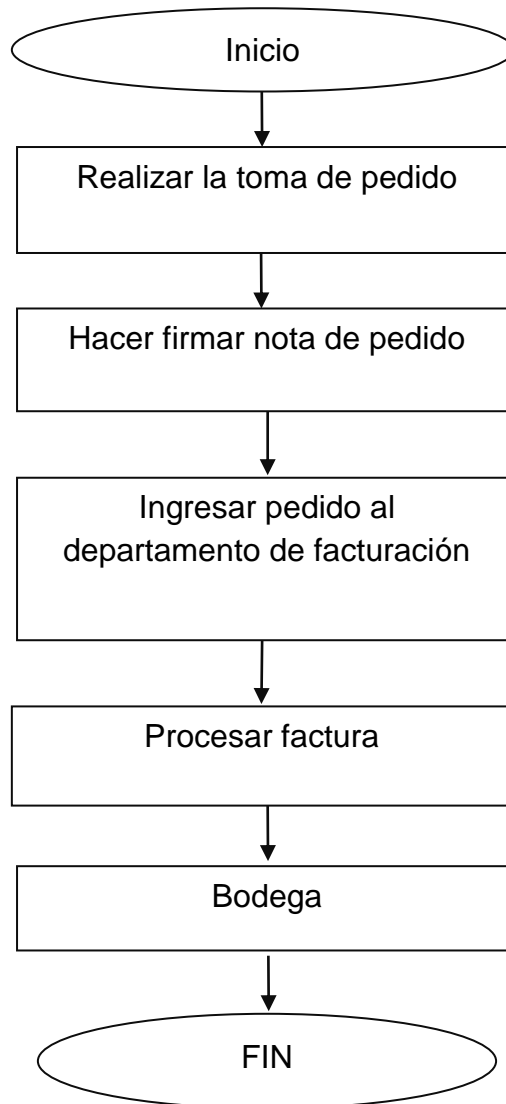 Inicio
Realizar la toma de pedido
Hacer firmar nota de pedido
Ingresar pedido al
departamento de facturación
Procesar factura
Bodega
FIN